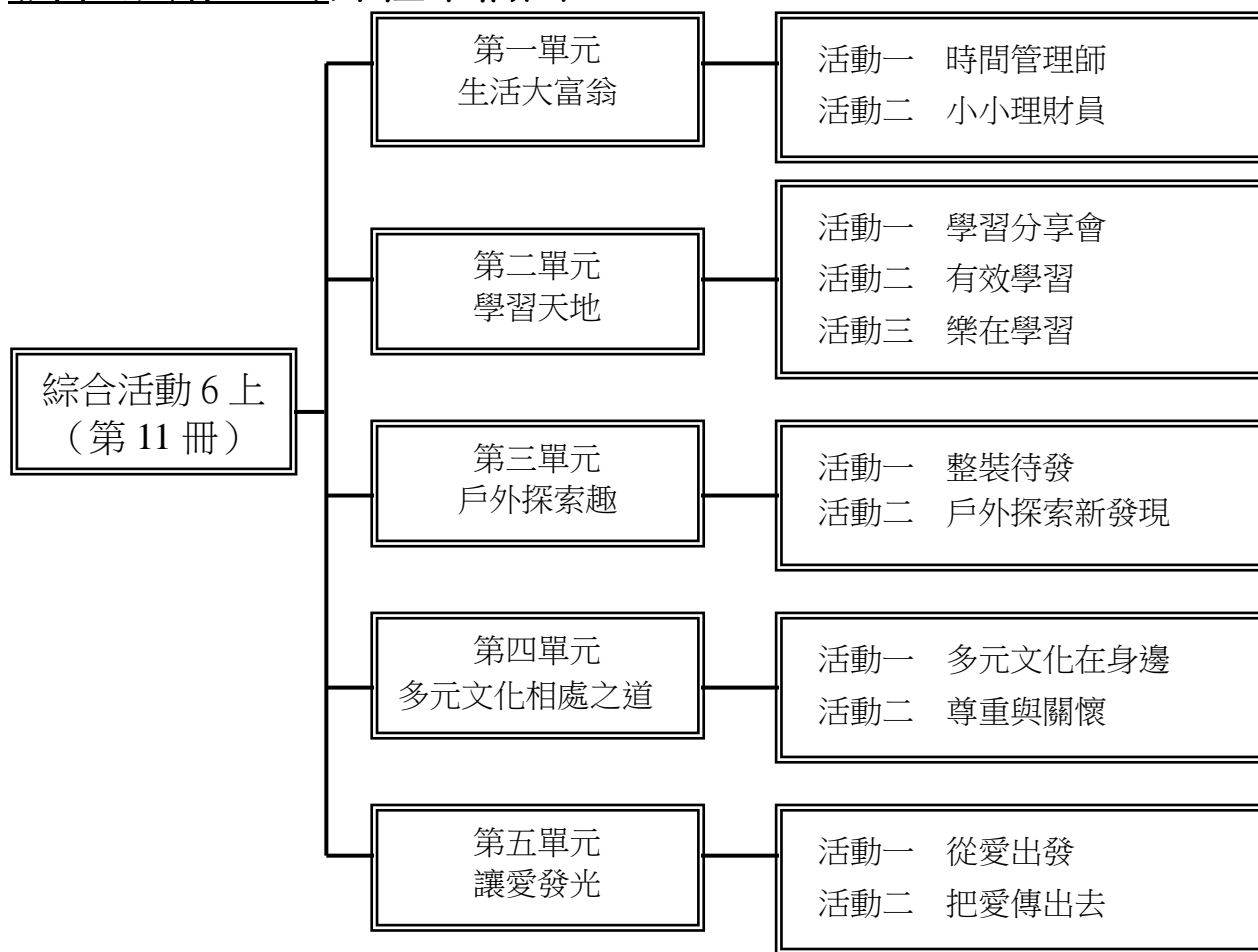 第一單元
生活大富翁
活動一 時間管理師
活動二 小小理財員
第二單元
學習天地
活動一 學習分享會
活動二 有效學習
活動三 樂在學習
綜合活動 6 上
（第 11 冊）
第三單元
戶外探索趣
活動一 整裝待發
活動二 戶外探索新發現
第四單元
多元文化相處之道
活動一 多元文化在身邊
活動二 尊重與關懷
第五單元
讓愛發光
活動一 從愛出發
活動二 把愛傳出去